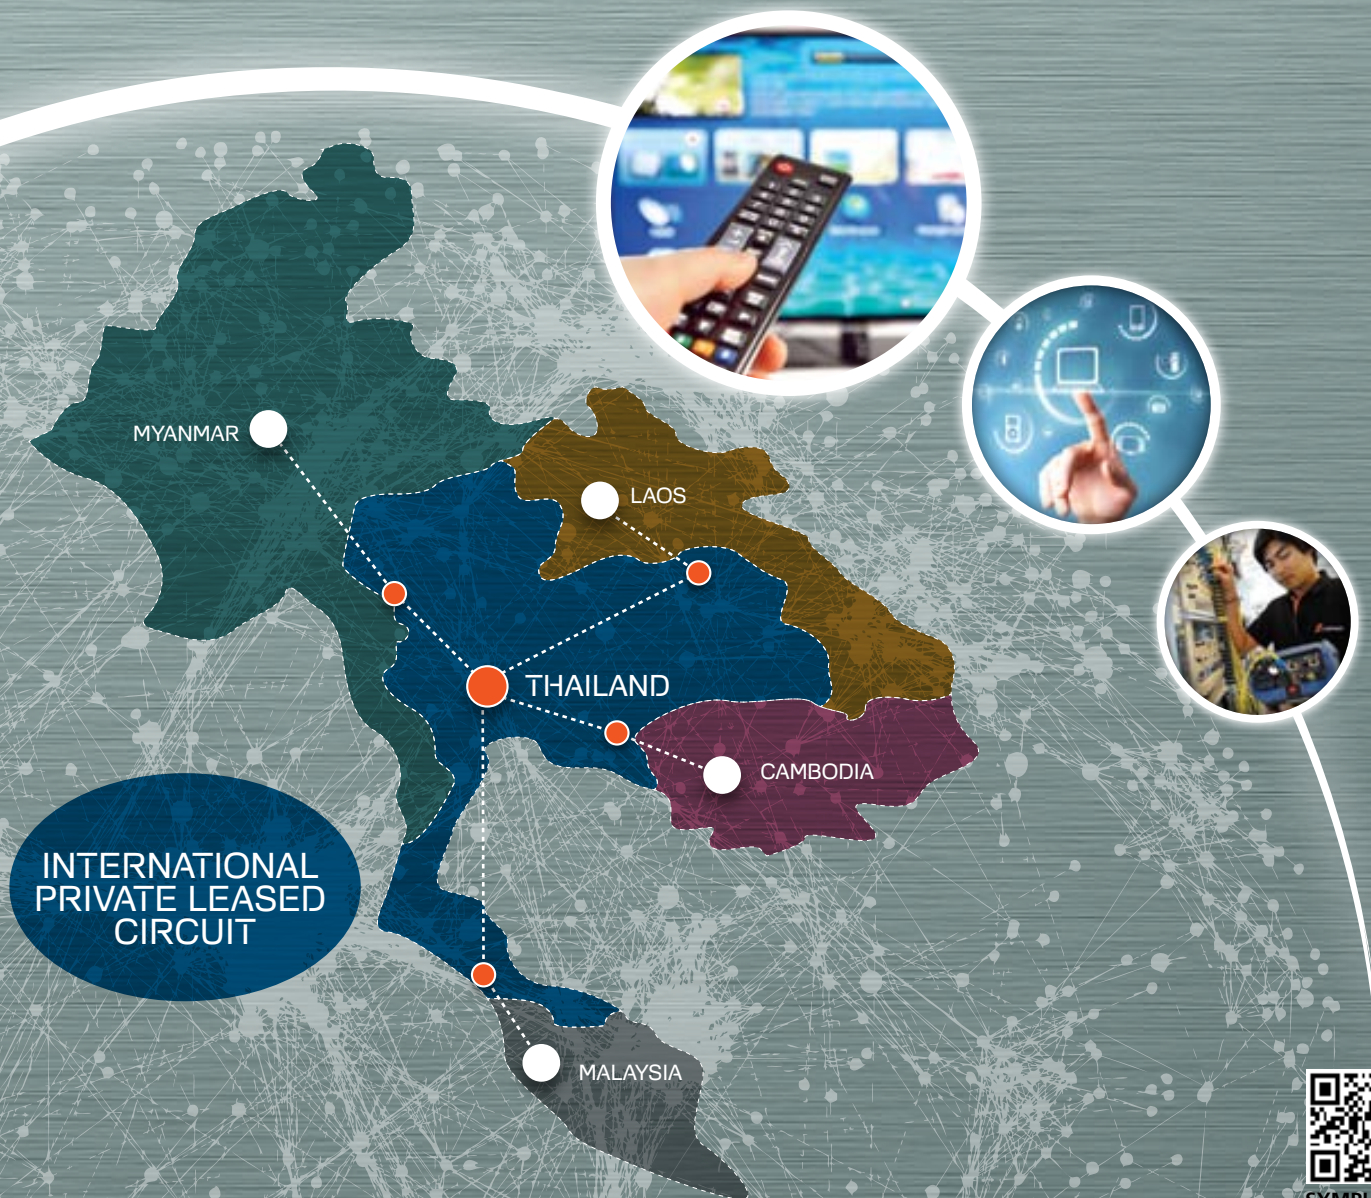 MYANMAR
LAOS
THAILAND
CAMBODIA
INTERNATIONAL
PRIVATE LEASED
CIRCUIT
MALAYSIA